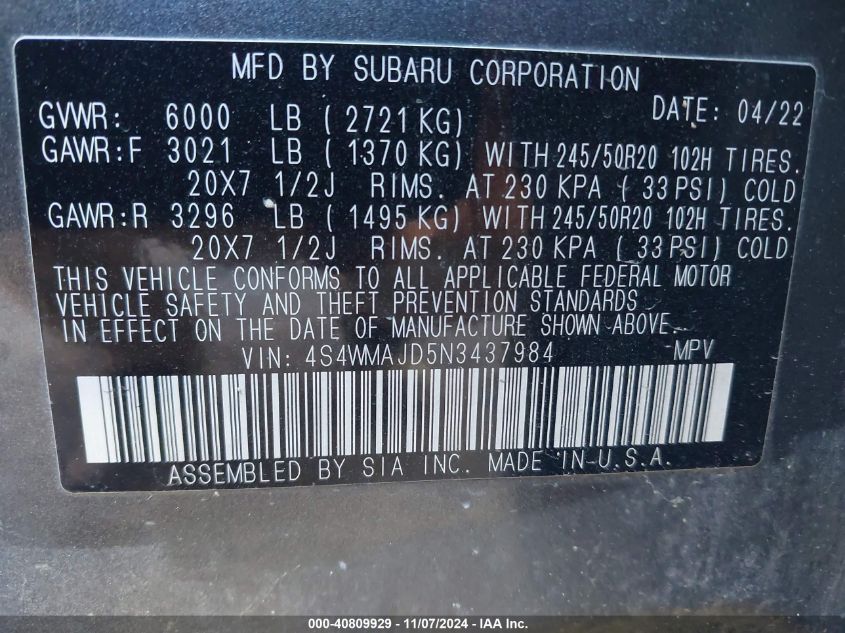 MFD BY SUBARU CORPORATION
GVWR: 6000 LB ( 2721 KG) DATE: 04/22
GAWR:F 3021 LB ( 1370 KG) WITH 245/50R20 102H TIRES.
20X7 1/2J RIMS. AT 230 KPA ( 33 PSI) COLD
GAWR:R 3296 LB ( 1495 KG) WITH 245/50R20 102H TIRES.
20X7 1/2J RIMS. AT 230 KPA ( 33 PSI) COLD
THIS VEHICLE CONFORMS TO ALL APPLICABLE FEDERAL MOTOR
VEHICLE SAFETY AND THEFT PREVENTION STANDARDS
IN EFFECT ON THE DATE OF MANUFACTURE SHOWN ABOVE.
VIN: 4S4WMAJD5N3437984 MPV
ASSEMBLED BY SIA INC. MADE IN U.S.A.
000-40809929 - 11/07/2024 - IAA Inc.